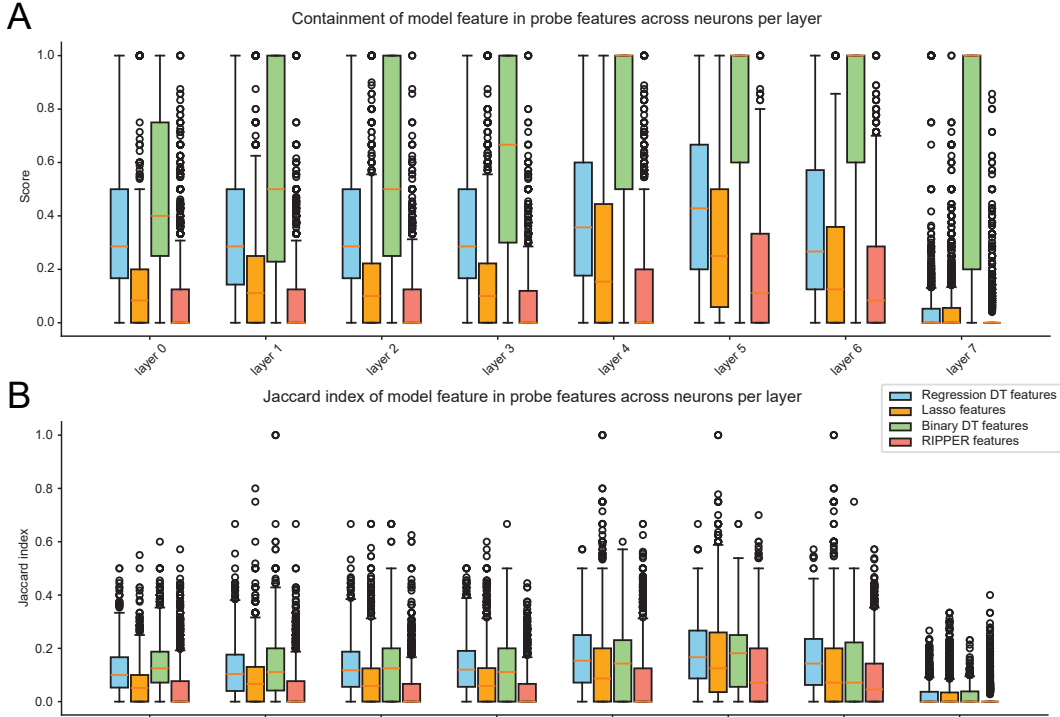 A
Containment of model feature in probe features across neurons per layer
1.0
0.8
0.6
0.4
0.2
0.0
Score
layer 0
layer 1
layer 2
layer 3
layer 4
layer 5
layer 6
layer 7
B
Jaccard index of model feature in probe features across neurons per layer
Regression DT features
Lasso features
Binary DT features
RIPPER features
1.0
0.8
0.6
0.4
0.2
0.0
Jaccard index